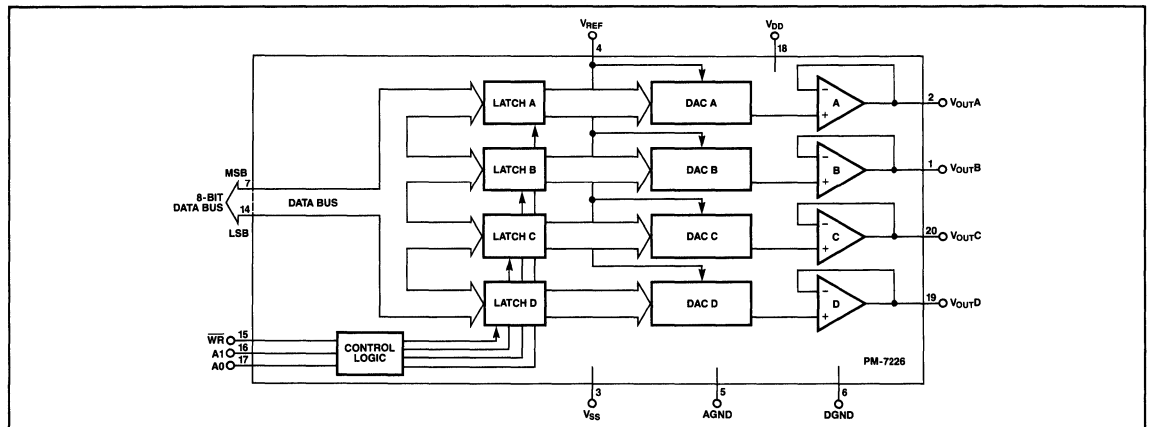 VREF
4
VDD
18
LATCH A
DAC A
A
-
+
2
VOUTA
LATCH B
DAC B
B
-
+
1
VOUTB
MSB
7
8-BIT
DATA BUS
14
LSB
DATA BUS
LATCH C
DAC C
C
-
+
20
VOUTC
LATCH D
DAC D
D
-
+
19
VOUTD
WR
15
A1
16
A0
17
CONTROL
LOGIC
PM-7226
3
VSS
5
AGND
6
DGND